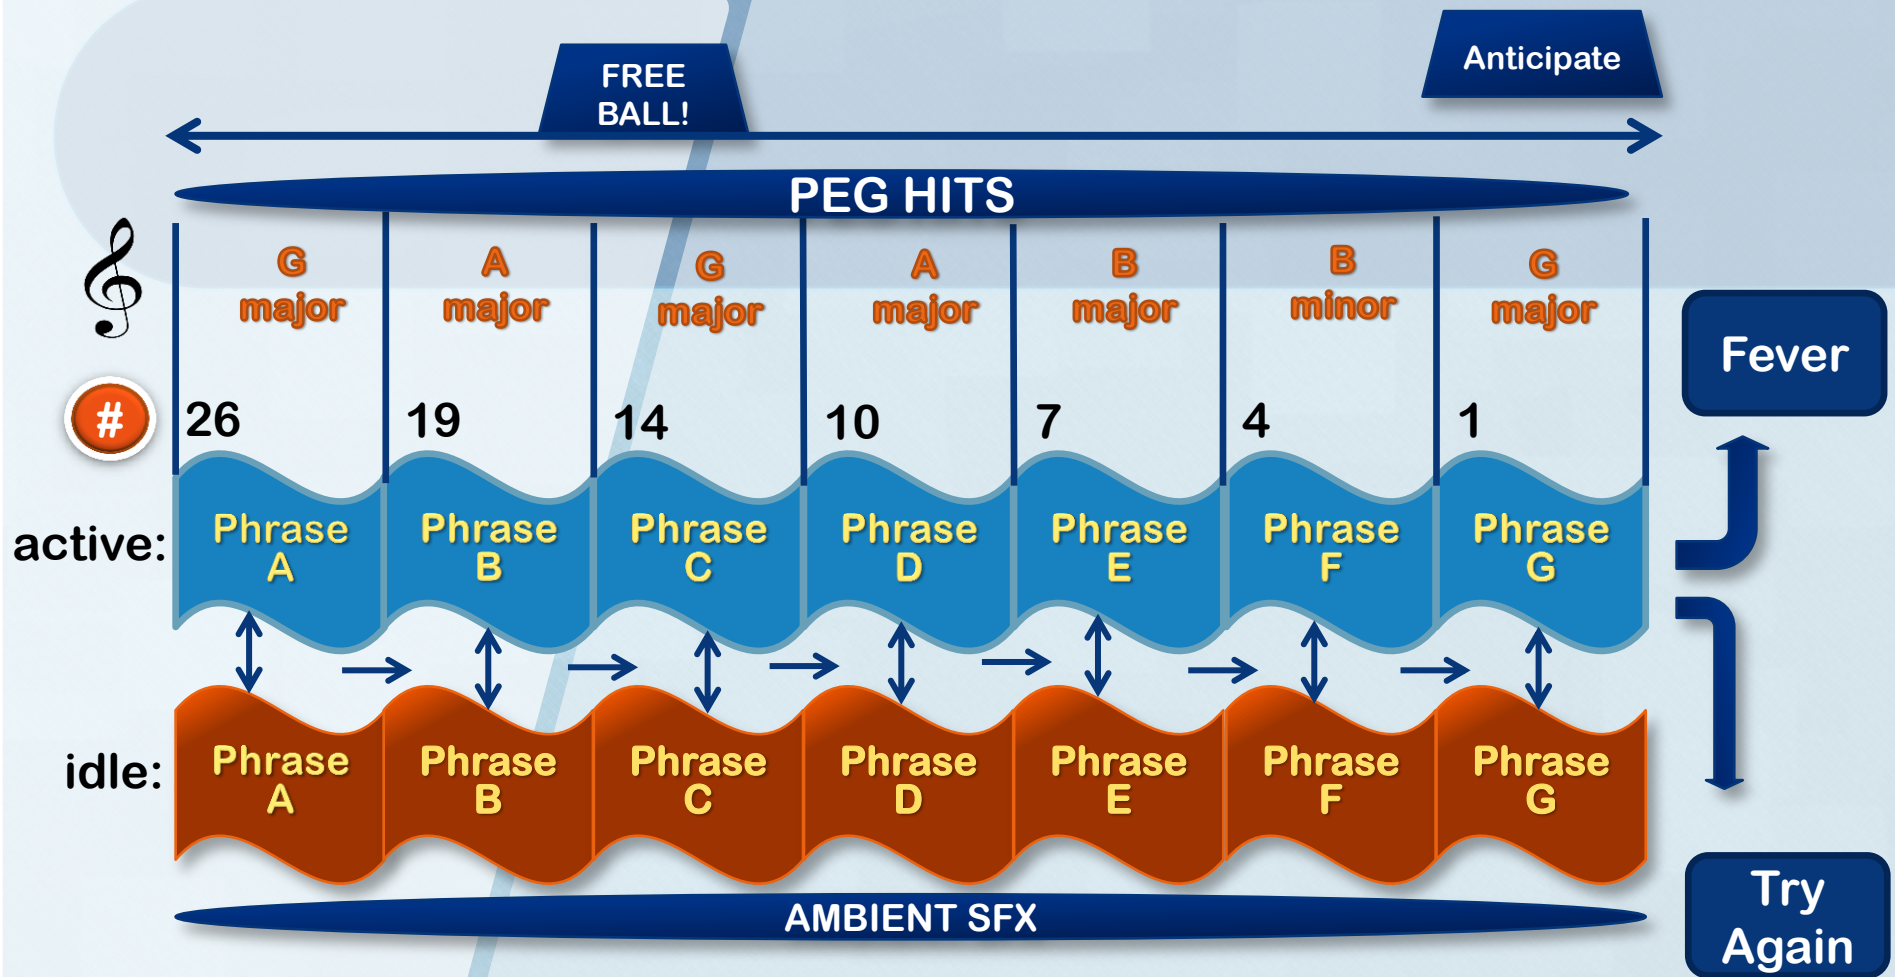 FREE
BALL!
Anticipate
PEG HITS
G
major
A
major
G
major
A
major
B
major
B
minor
G
major
Fever
#
26
19
14
10
7
4
1
active:
Phrase
A
Phrase
B
Phrase
C
Phrase
D
Phrase
E
Phrase
F
Phrase
G
idle:
Phrase
A
Phrase
B
Phrase
C
Phrase
D
Phrase
E
Phrase
F
Phrase
G
AMBIENT SFX
Try
Again